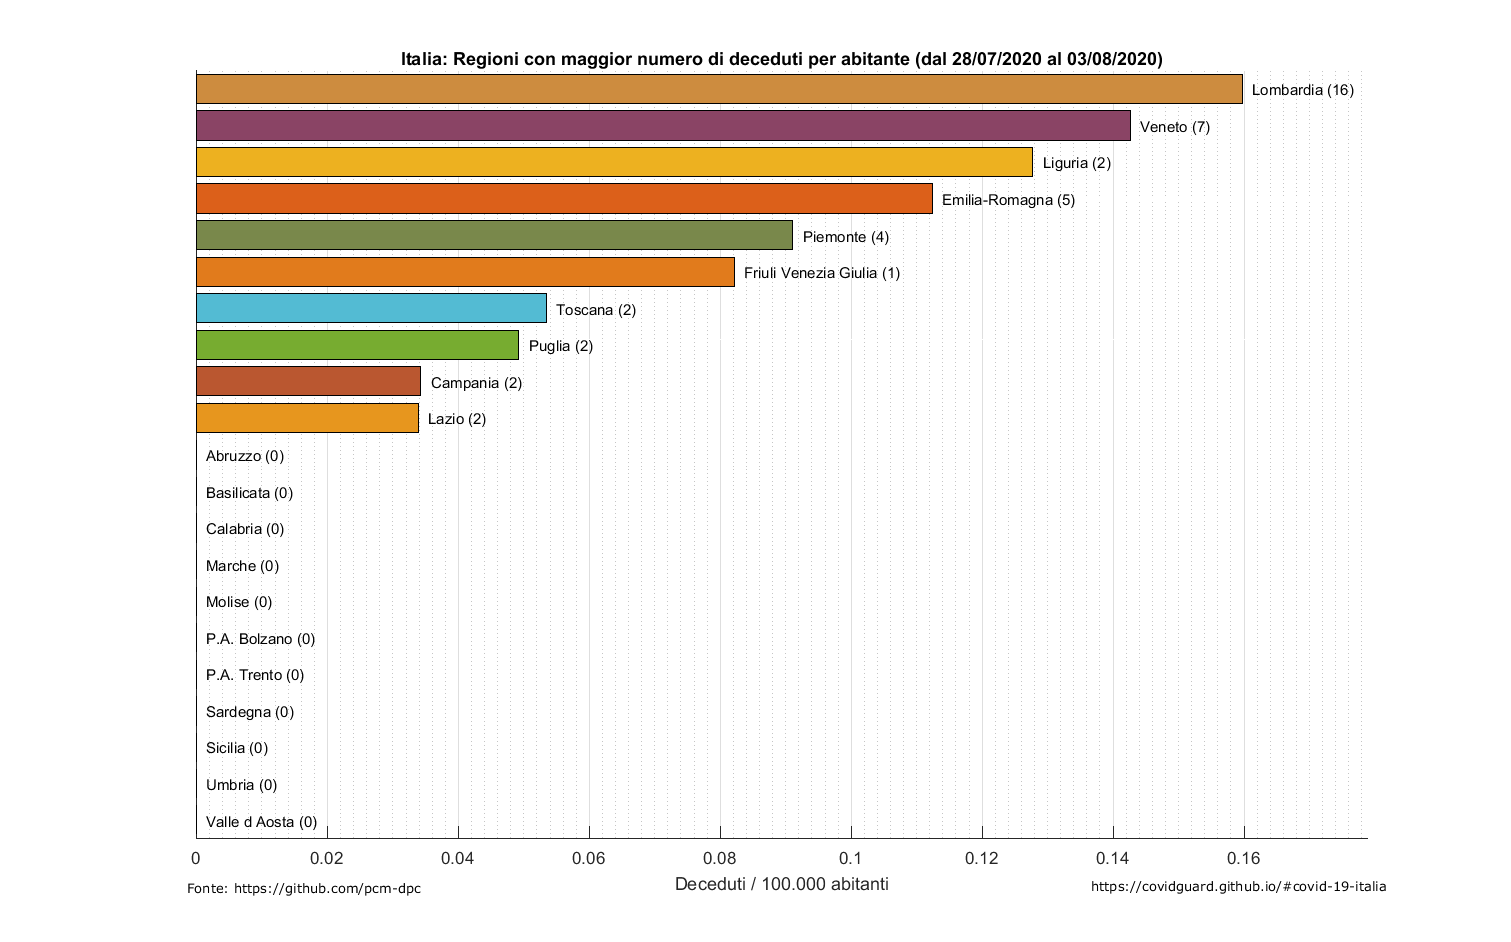 Italia: Regioni con maggior numero di deceduti per abitante (dal 28/07/2020 al 03/08/2020)
Lombardia (16)
Veneto (7)
Liguria (2)
Emilia-Romagna (5)
Piemonte (4)
Friuli Venezia Giulia (1)
Toscana (2)
Puglia (2)
Campania (2)
Lazio (2)
Abruzzo (0)
Basilicata (0)
Calabria (0)
Marche (0)
Molise (0)
P.A. Bolzano (0)
P.A. Trento (0)
Sardegna (0)
Sicilia (0)
Umbria (0)
Valle d Aosta (0)
0 0.02 0.04 0.06 0.08 0.1 0.12 0.14 0.16
Deceduti / 100.000 abitanti
Fonte: https://github.com/pcm-dpc
https://covidguard.github.io/#covid-19-italia